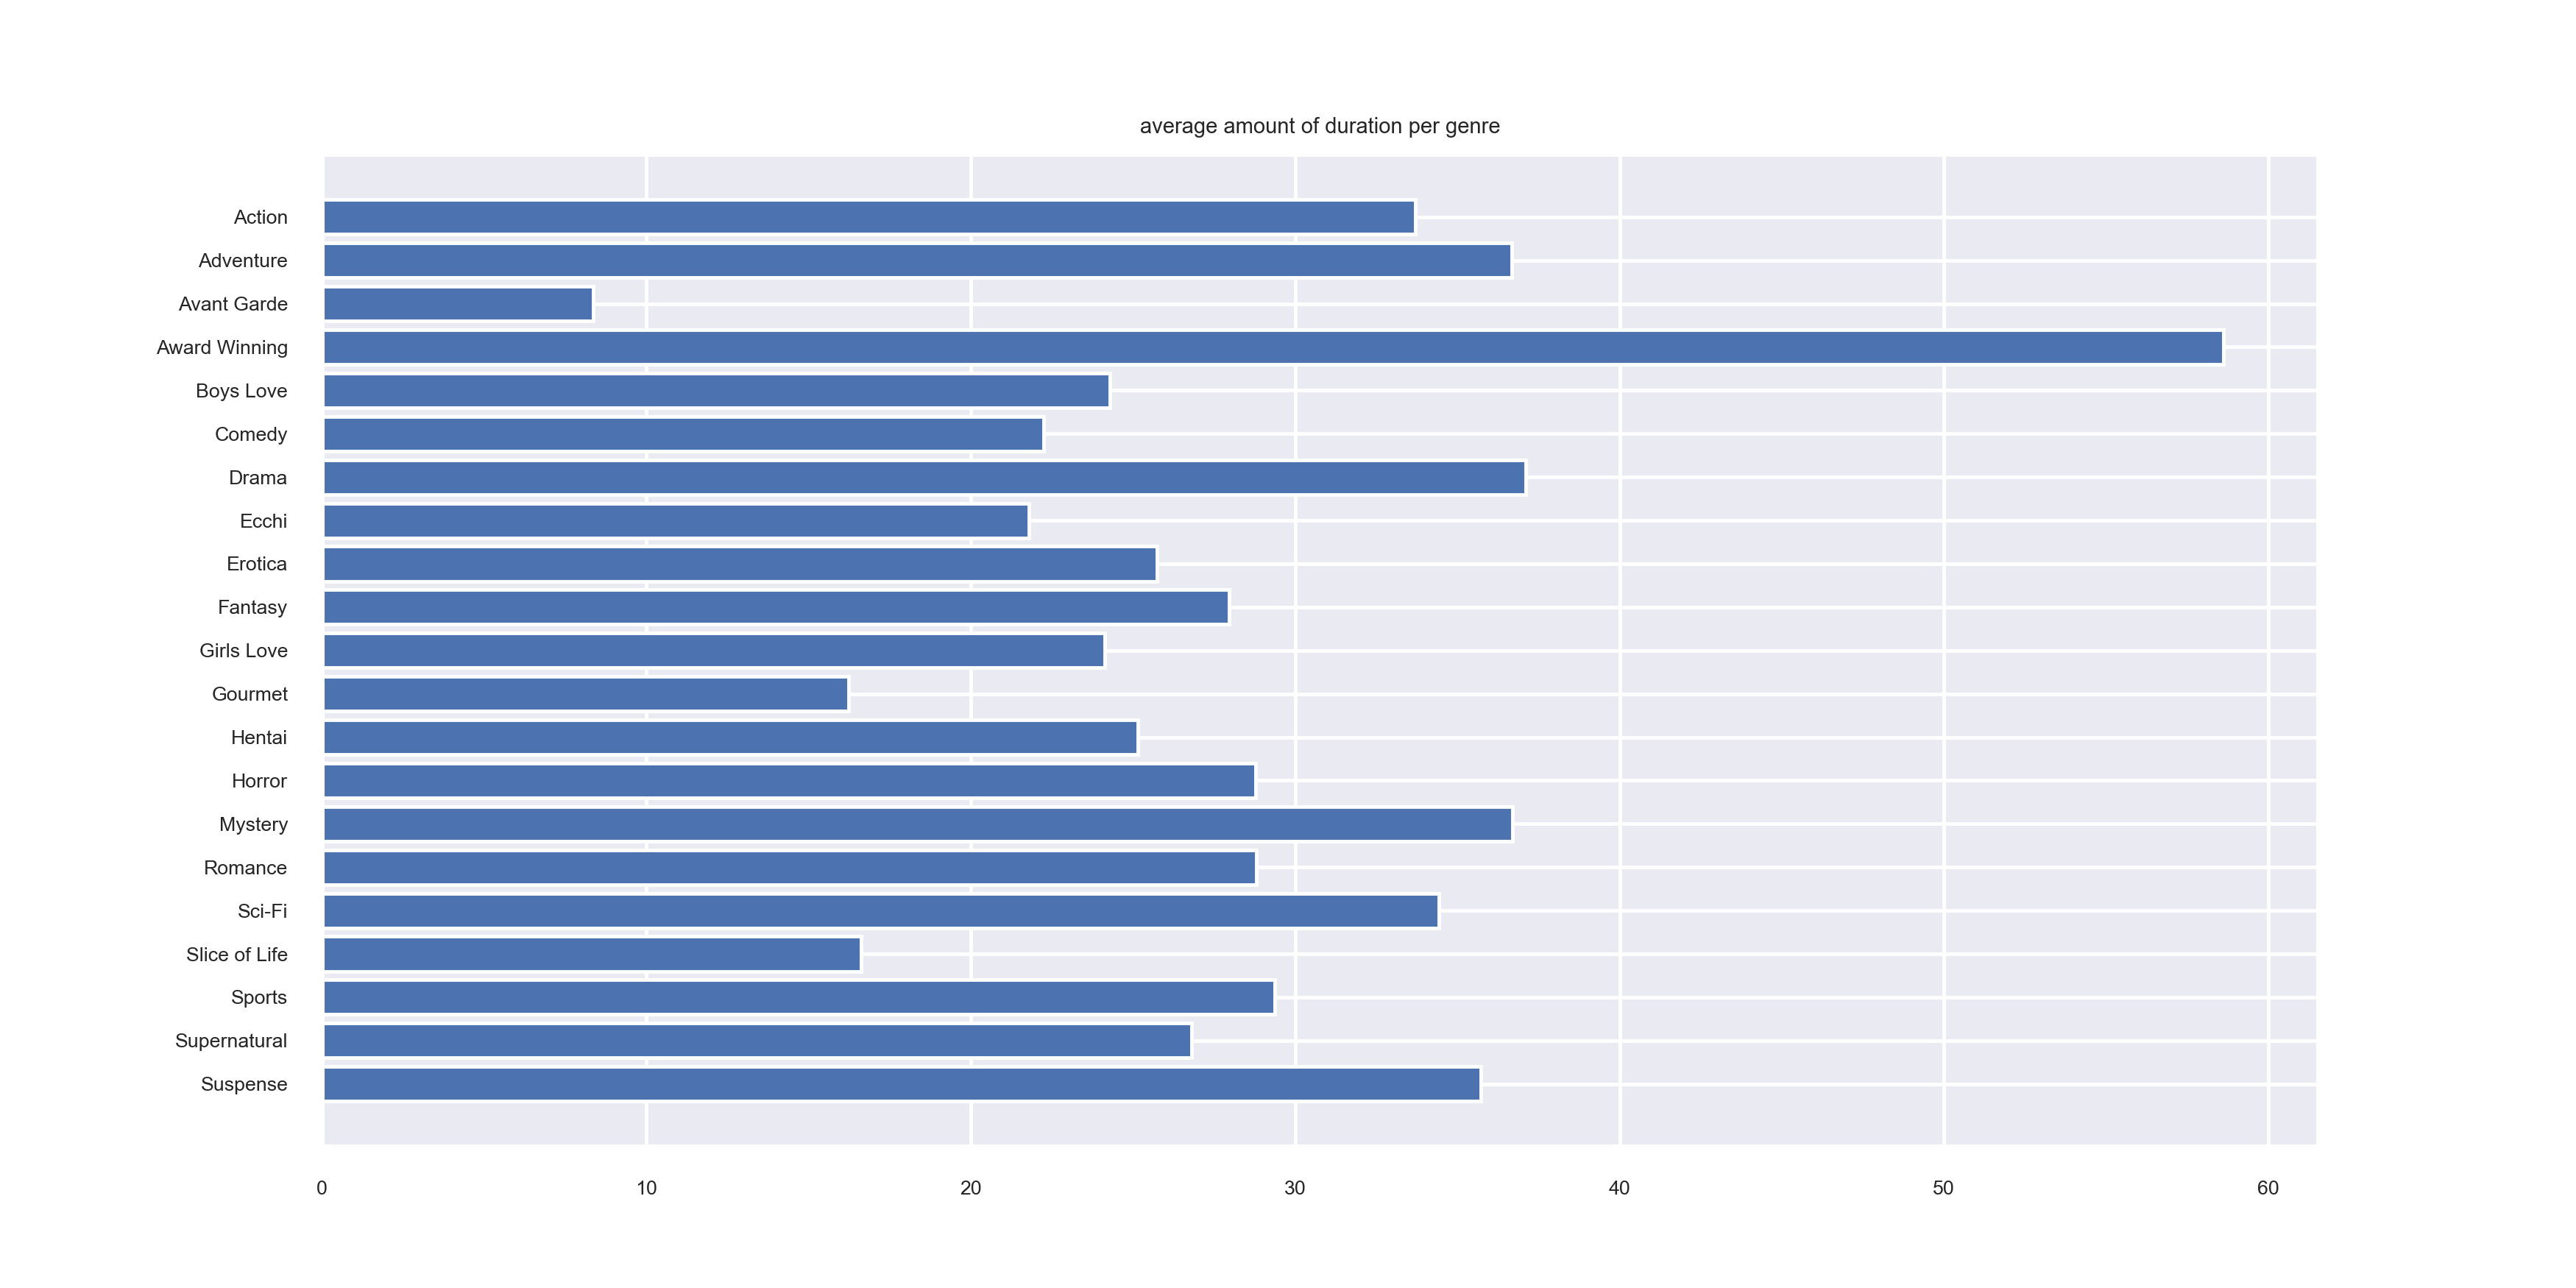 average amount of duration per genre
Action
Adventure
Avant Garde
Award Winning
Boys Love
Comedy
Drama
Ecchi
Erotica
Fantasy
Girls Love
Gourmet
Hentai
Horror
Mystery
Romance
Sci-Fi
Slice of Life
Sports
Supernatural
Suspense
0 10 20 30 40 50 60